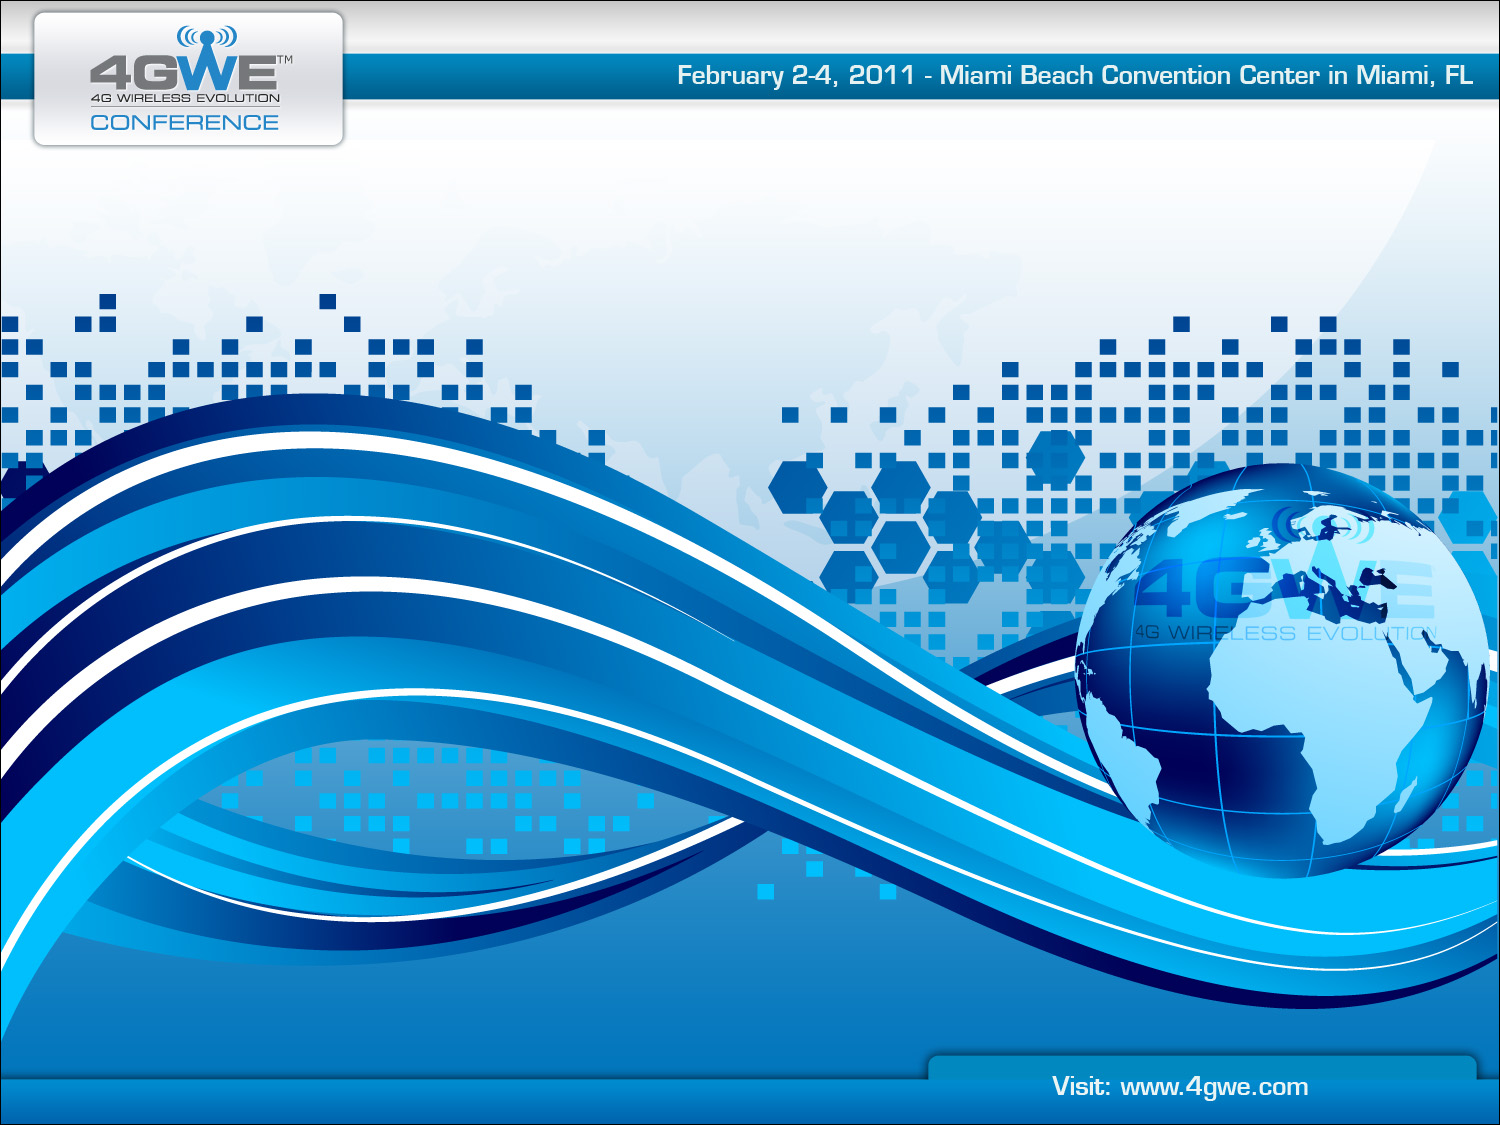 4GWE™
4G WIRELESS EVOLUTION
CONFERENCE
February 2-4, 2011 - Miami Beach Convention Center in Miami, FL
4GWE
4G WIRELESS EVOLUTION
Visit: www.4gwe.com